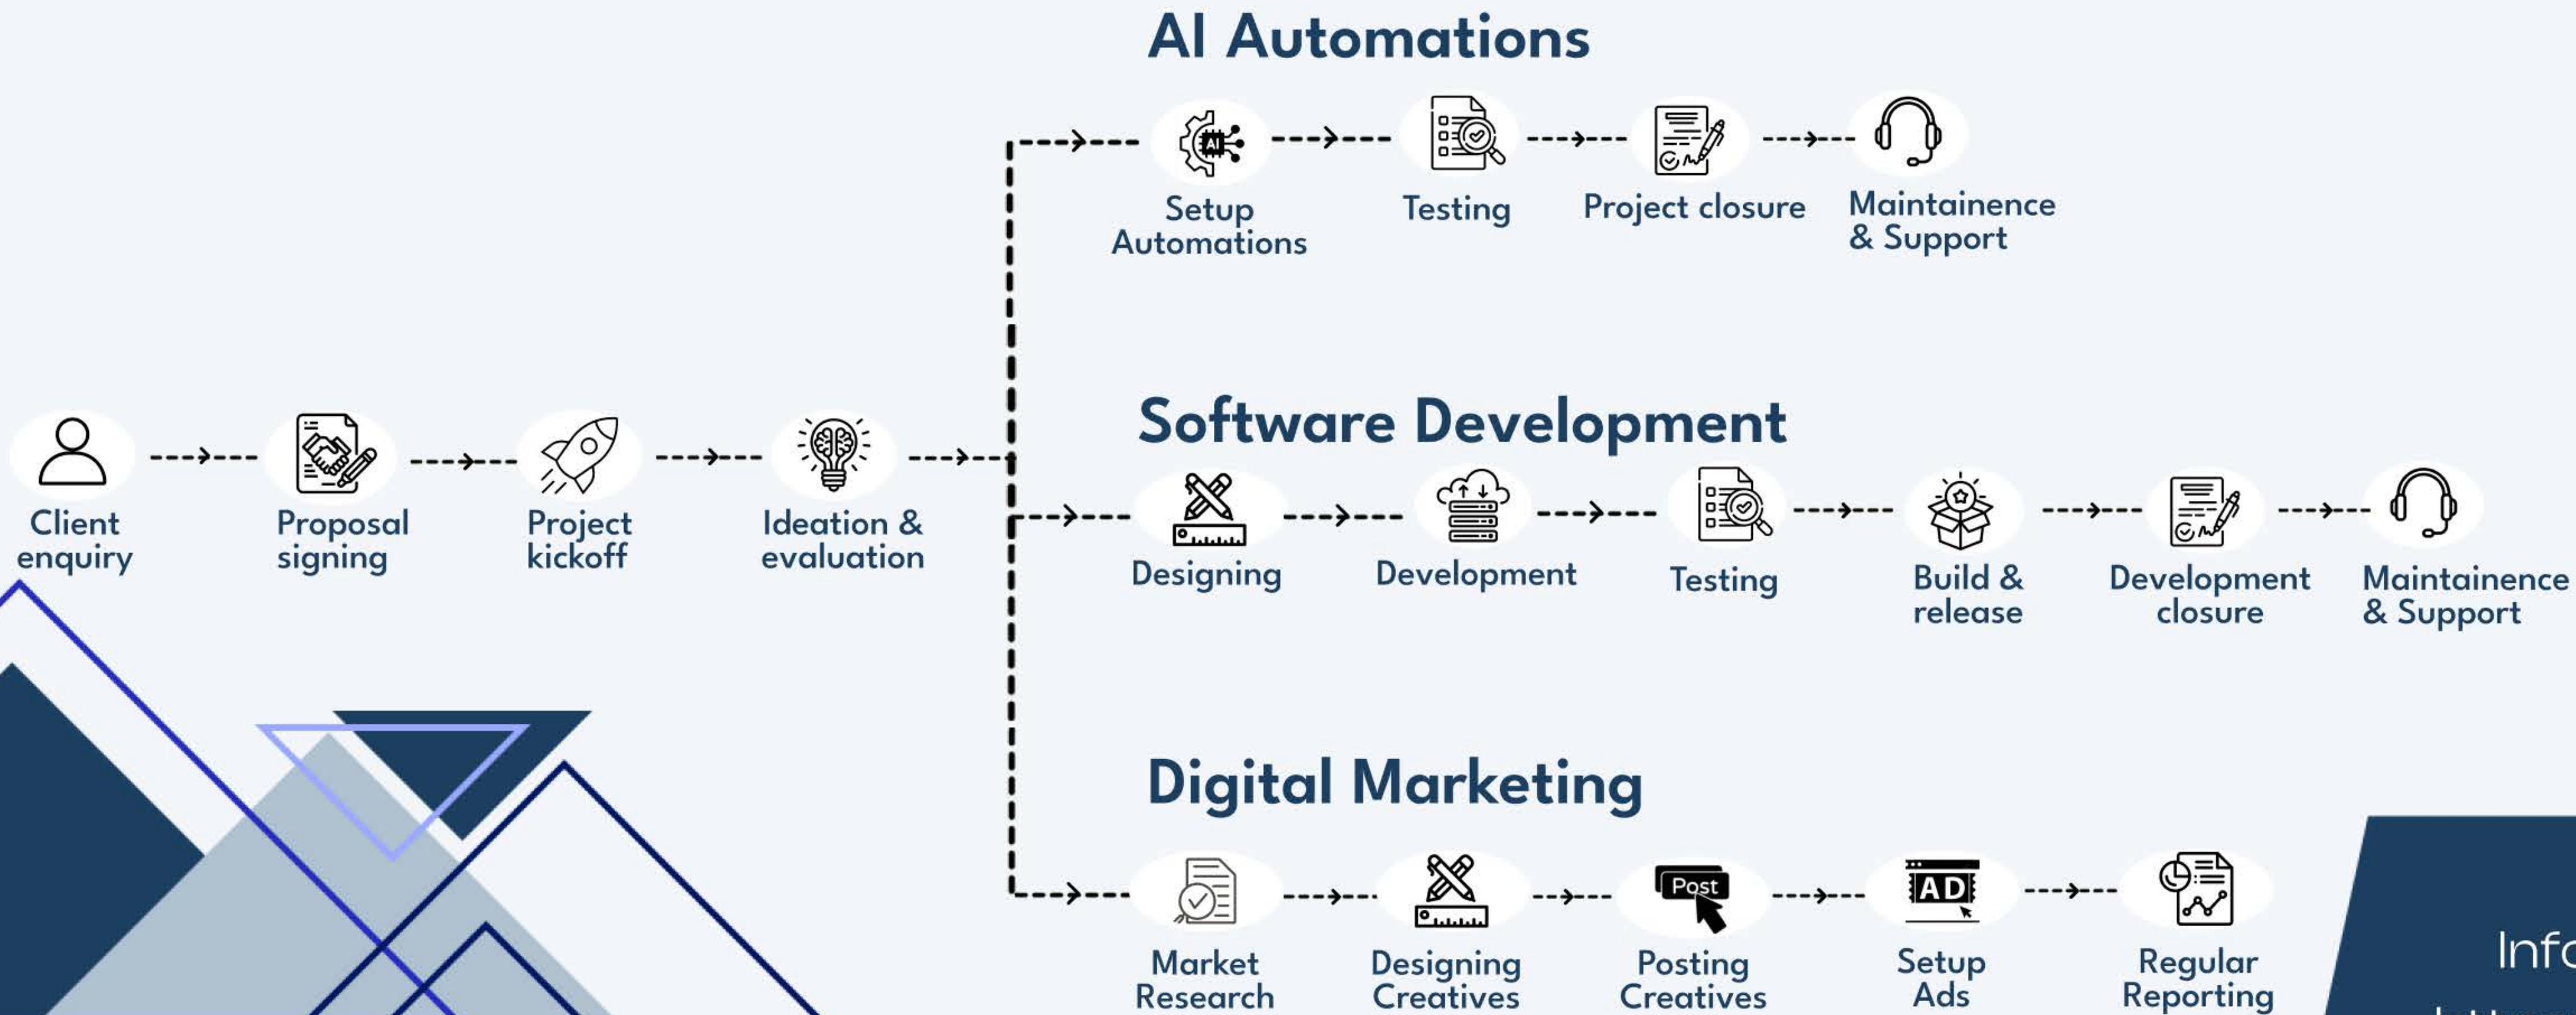 AI Automations
AI
Setup
Automations
Testing
Project closure
Maintainence
& Support
Client
enquiry
Proposal
signing
Project
kickoff
Ideation &
evaluation
Software Development
Designing
Development
Testing
Build &
release
Development
closure
Maintainence
& Support
Digital Marketing
Market
Research
Designing
Creatives
Post
Posting
Creatives
AD
Setup
Ads
Regular
Reporting
Info